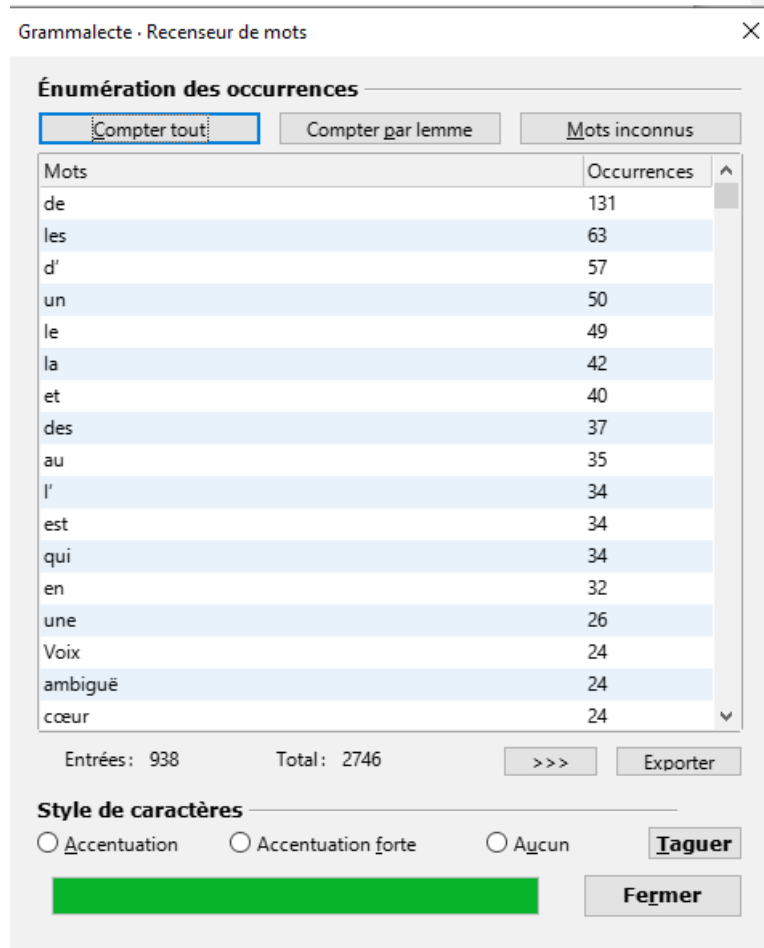 Grammalecte · Recenseur de mots
Énumération des occurrences
Compter tout Compter par lemme Mots inconnus
Mots Occurrences
de 131
les 63
d’ 57
un 50
le 49
la 42
et 40
des 37
au 35
l’ 34
est 34
qui 34
en 32
une 26
Voix 24
ambiguë 24
cœur 24
Entrées : 938 Total : 2746 >>> Exporter
Style de caractères
Accentuation Accentuation forte Aucun Taguer
Fermer